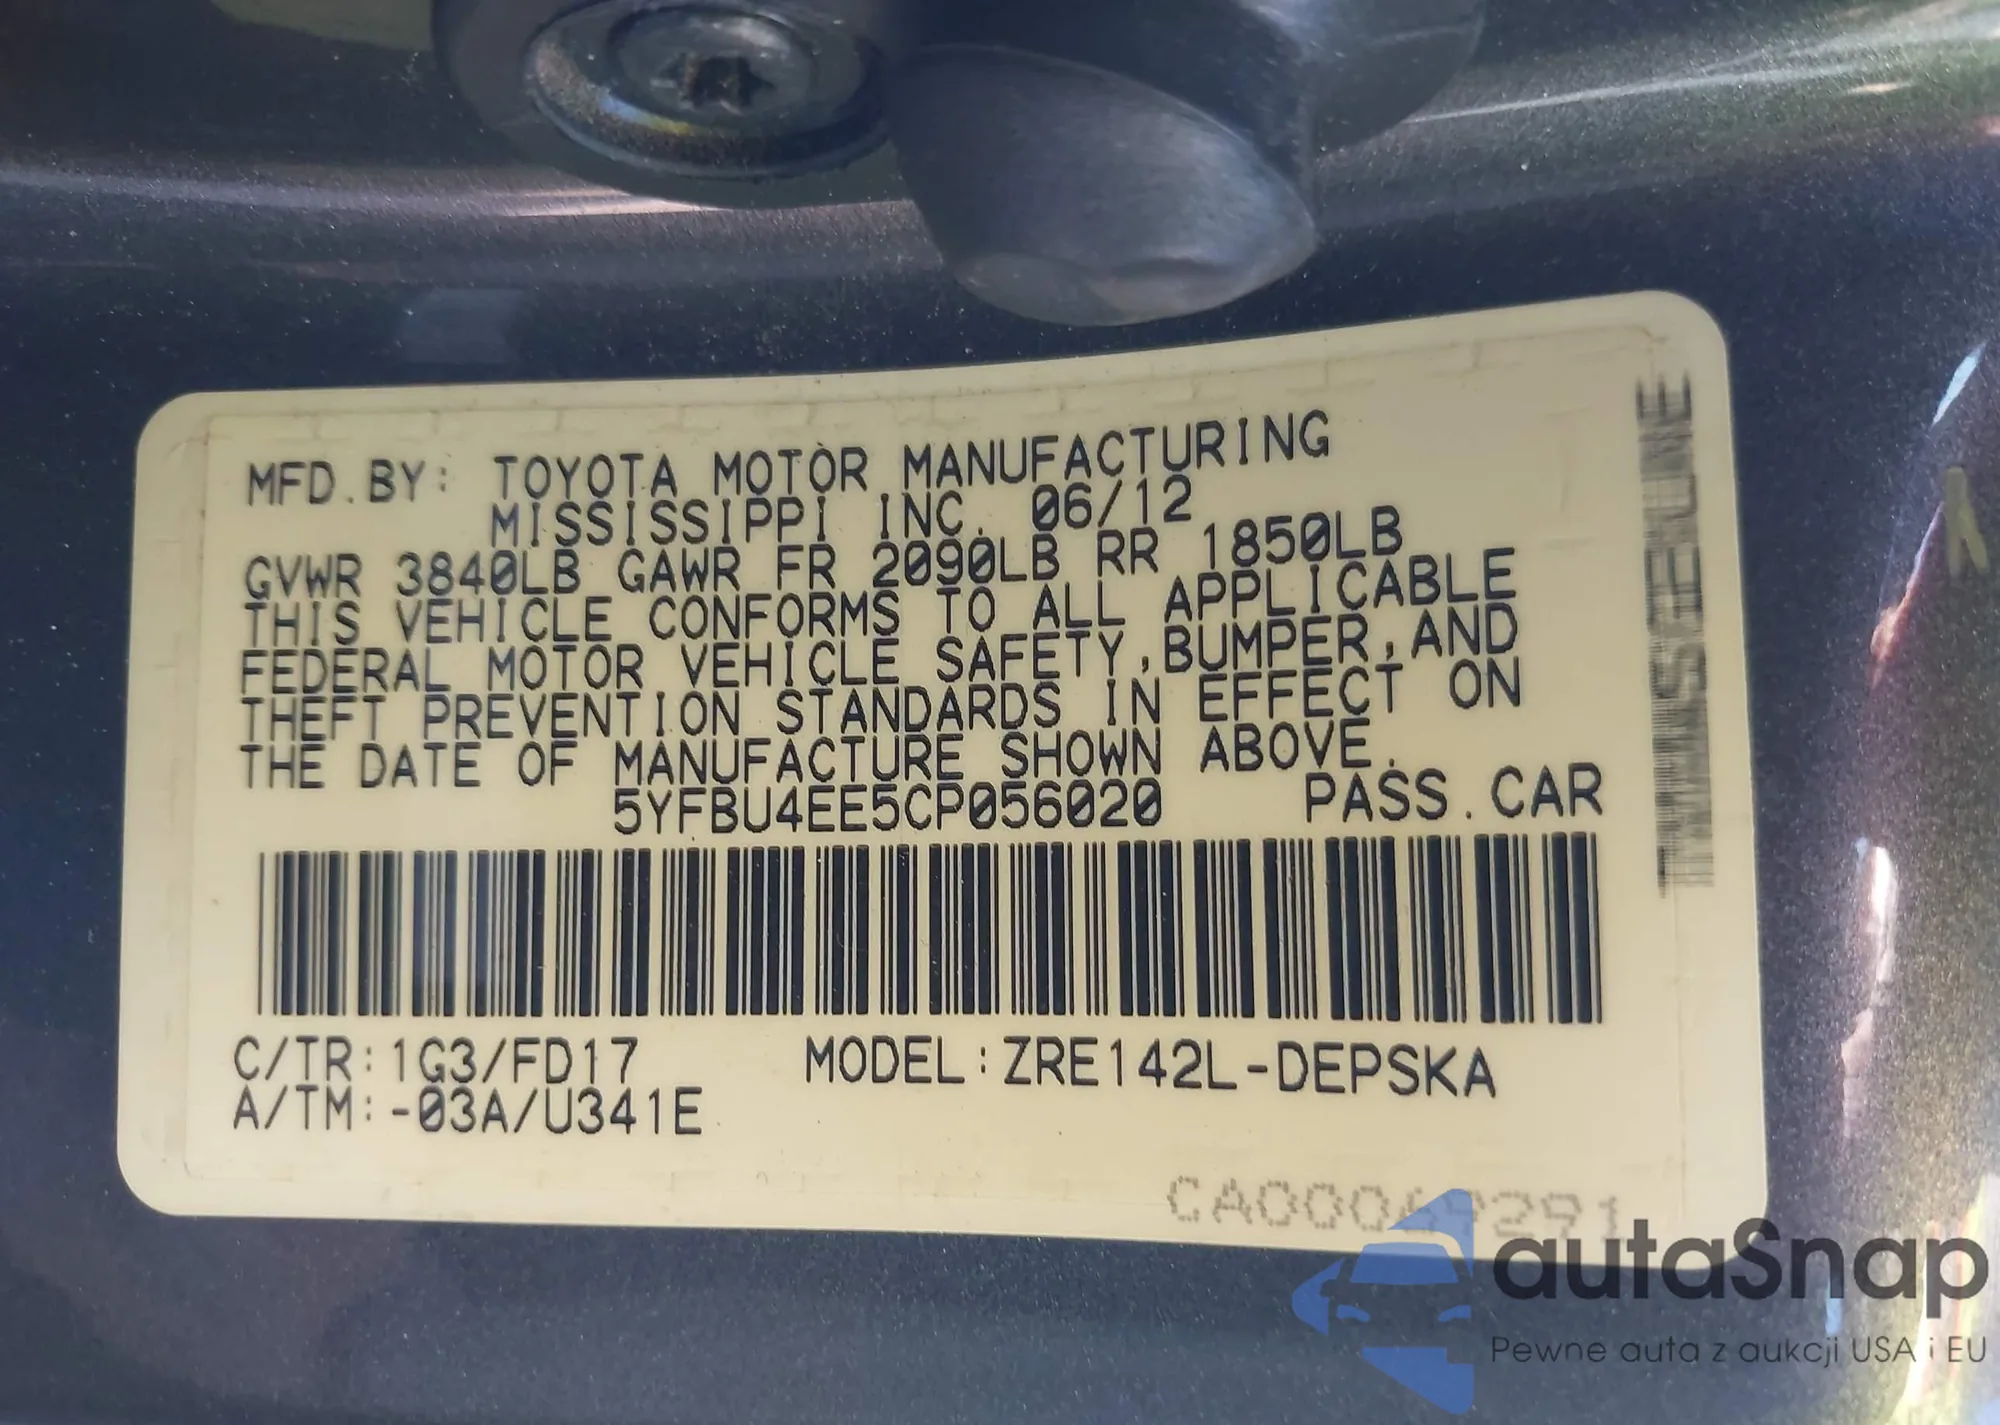 MFD.BY: TOYOTA MOTOR MANUFACTURING
MISSISSIPPI INC. 06/12
GVWR 3840LB GAWR FR 2090LB RR 1850LB
THIS VEHICLE CONFORMS TO ALL APPLICABLE
FEDERAL MOTOR VEHICLE SAFETY,BUMPER,AND
THEFT PREVENTION STANDARDS IN EFFECT ON
THE DATE OF MANUFACTURE SHOWN ABOVE.
5YFBU4EE5CP056020 PASS.CAR
C/TR:1G3/FD17 MODEL:ZRE142L-DEPSKA
A/TM:-03A/U341E
autaSnap
Pewne auta z aukcji USA i EU